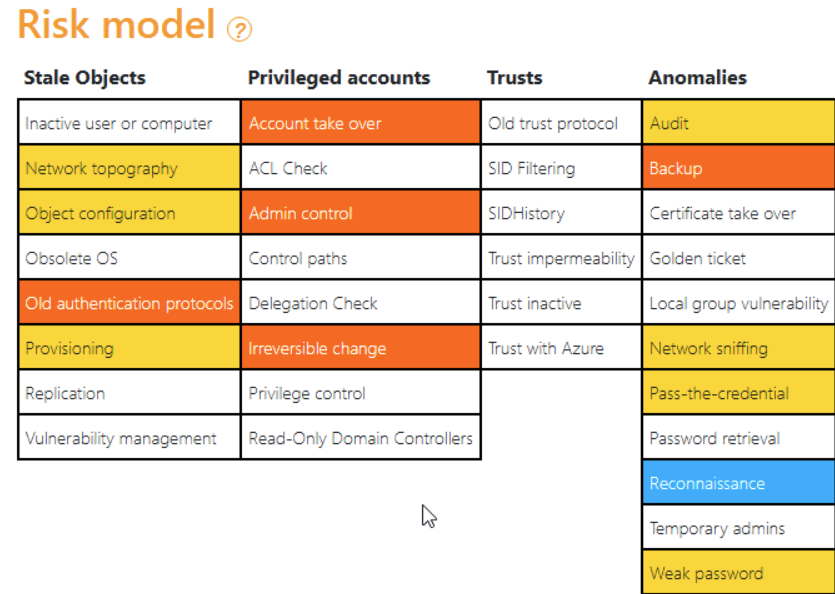 Risk model ?
Stale Objects Privileged accounts Trusts Anomalies
Inactive user or computer Account take over Old trust protocol Audit
Network topography ACL Check SID Filtering Backup
Object configuration Admin control SIDHistory Certificate take over
Obsolete OS Control paths Trust impermeability Golden ticket
Old authentication protocols Delegation Check Trust inactive Local group vulnerability
Provisioning Irreversible change Trust with Azure Network sniffing
Replication Privilege control Pass-the-credential
Vulnerability management Read-Only Domain Controllers Password retrieval
Reconnaissance
Temporary admins
Weak password